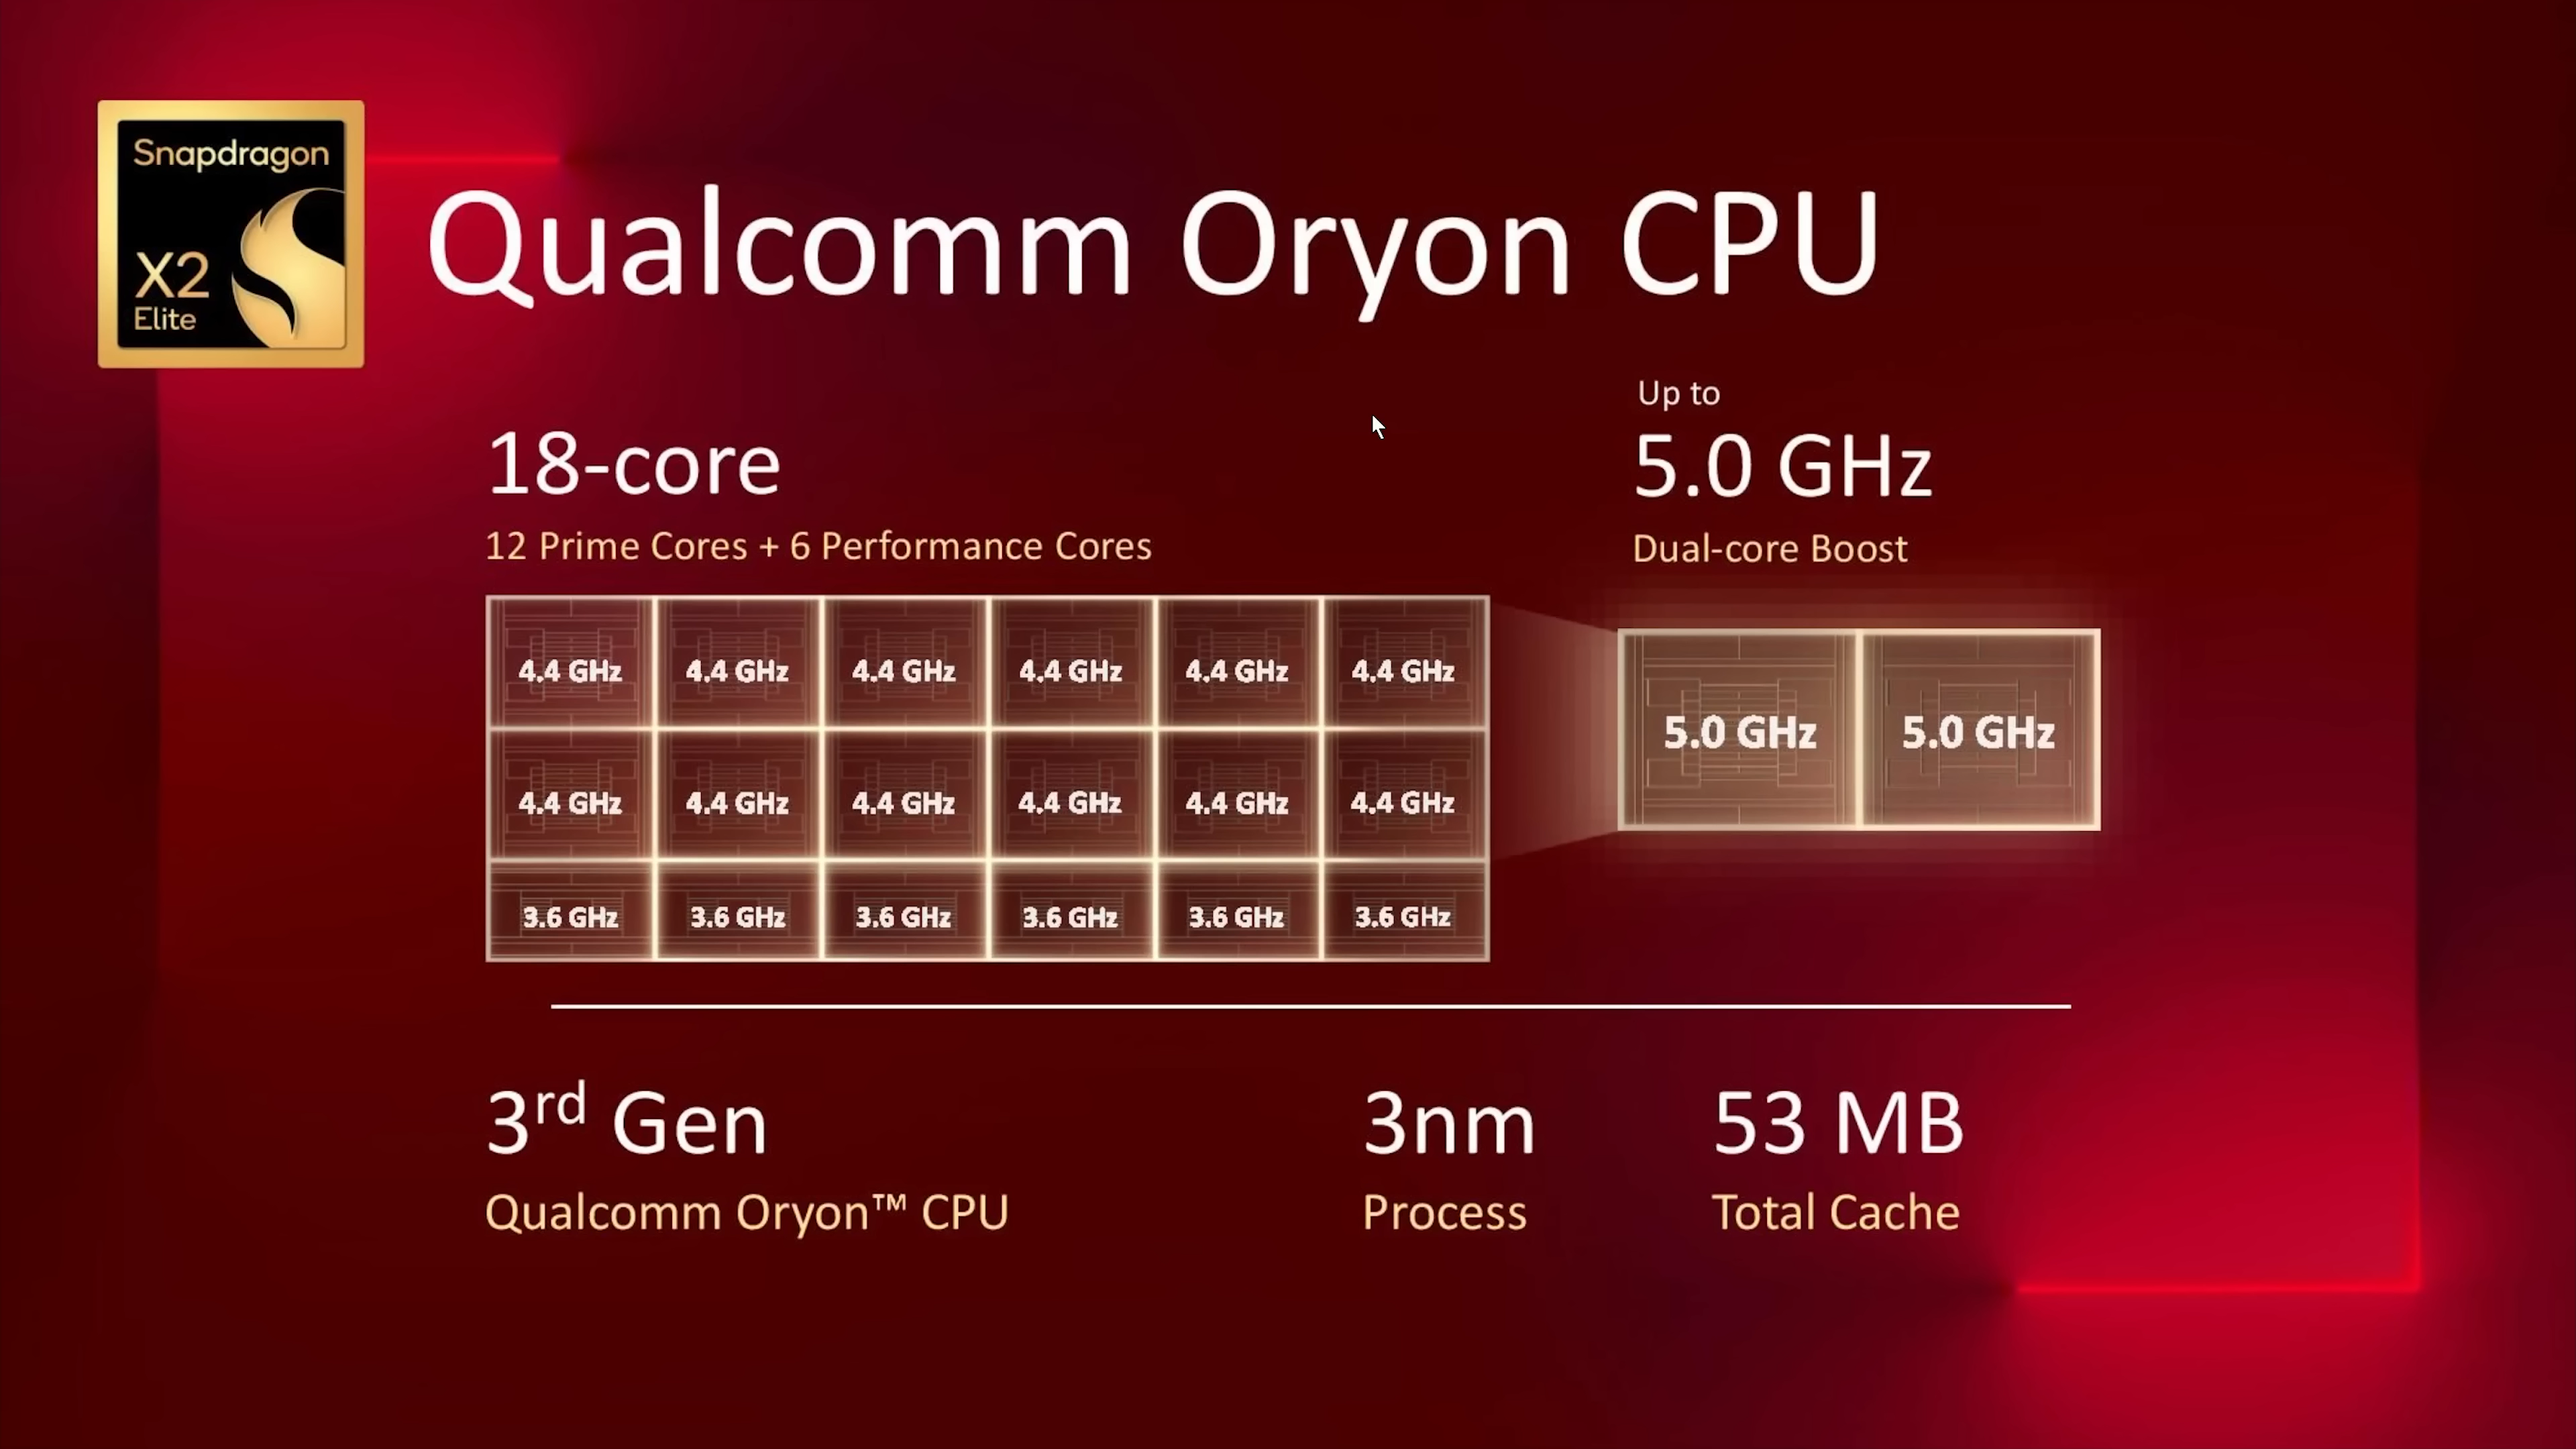 Snapdragon
X2
Elite
Qualcomm Oryon CPU
18-core
12 Prime Cores + 6 Performance Cores
4.4 GHz 4.4 GHz 4.4 GHz 4.4 GHz 4.4 GHz 4.4 GHz
4.4 GHz 4.4 GHz 4.4 GHz 4.4 GHz 4.4 GHz 4.4 GHz
3.6 GHz 3.6 GHz 3.6 GHz 3.6 GHz 3.6 GHz 3.6 GHz
Up to
5.0 GHz
Dual-core Boost
5.0 GHz 5.0 GHz
3rd Gen
Qualcomm Oryon™ CPU
3nm
Process
53 MB
Total Cache